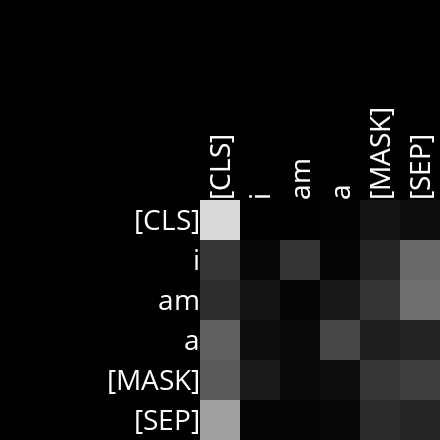 [CLS] i am a [MASK] [SEP]
[CLS]
i
am
a
[MASK]
[SEP]